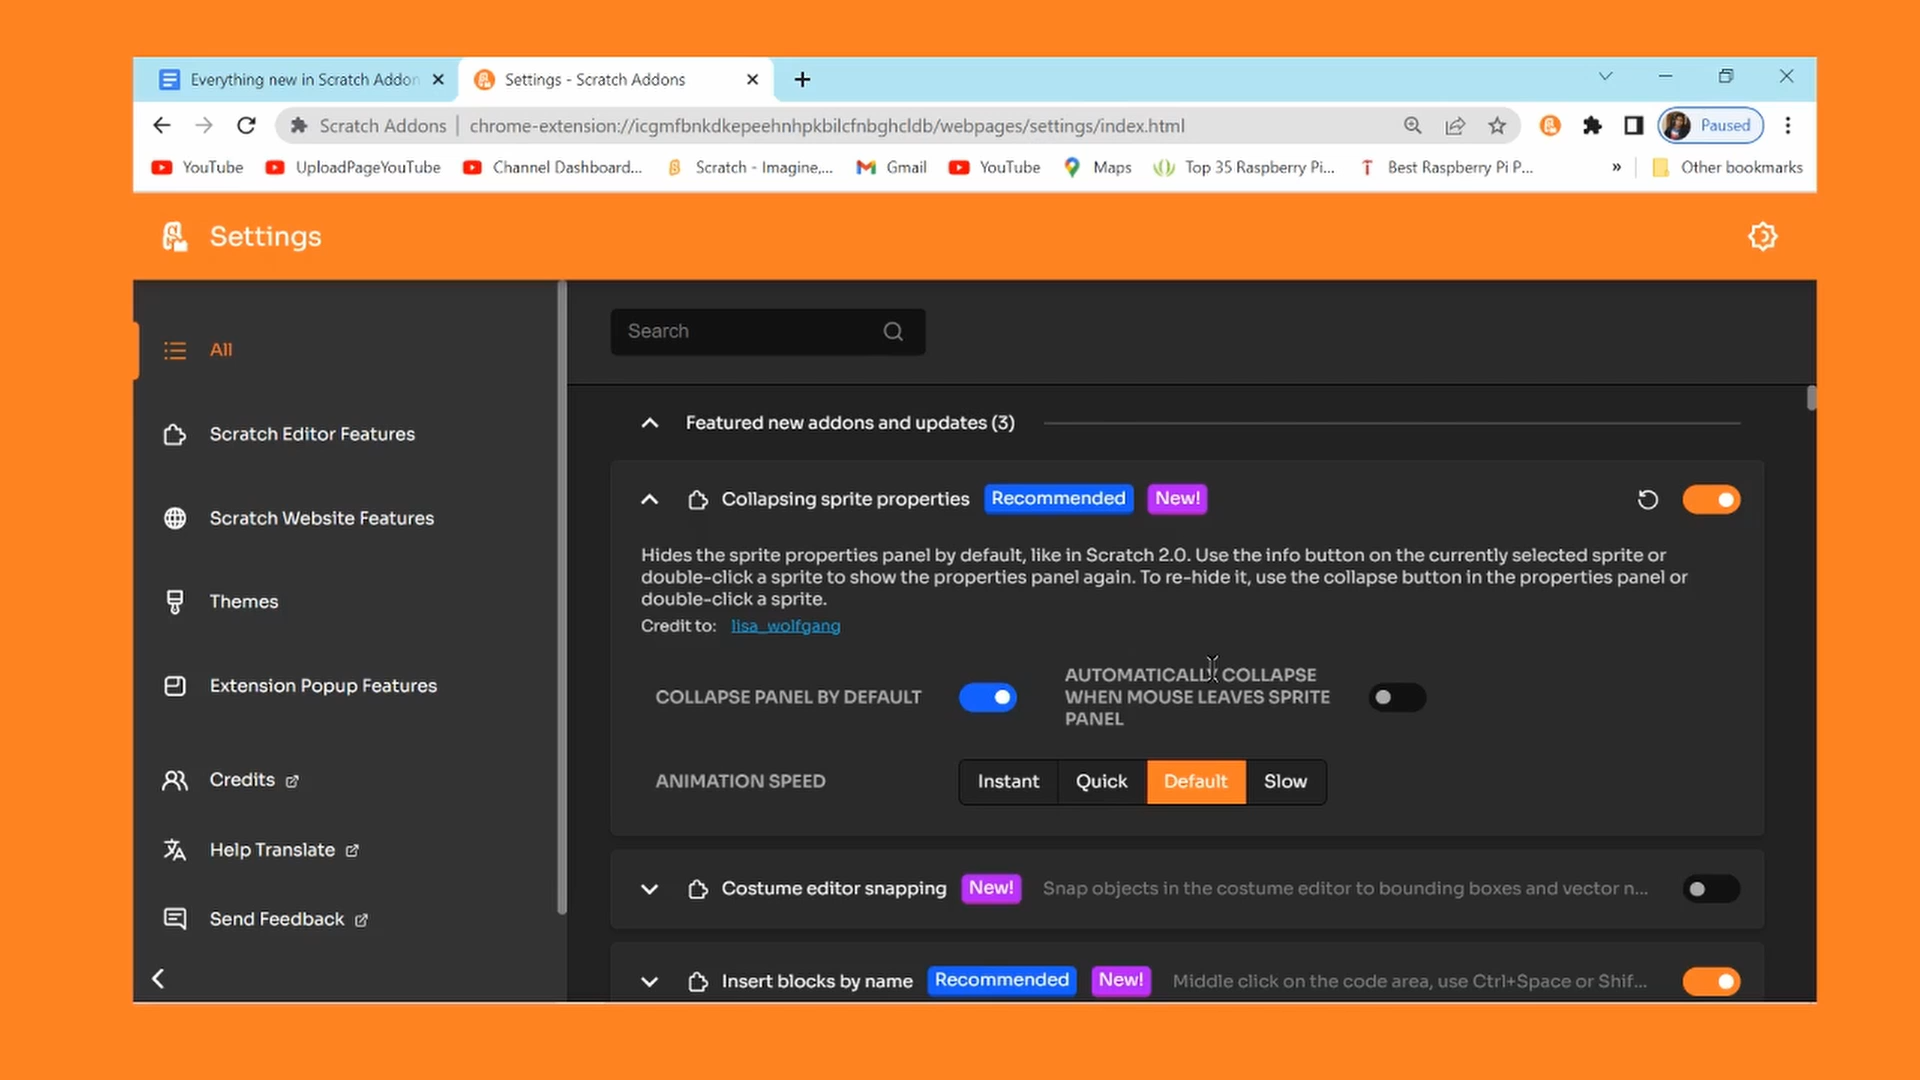 Everything new in Scratch Addon
Settings - Scratch Addons
Scratch Addons
chrome-extension://icgmfbnkdkepeehnhpkbilcfnbghcldb/webpages/settings/index.html
Paused
YouTube
UploadPageYouTube
Channel Dashboard...
Scratch - Imagine,...
Gmail
YouTube
Maps
Top 35 Raspberry Pi...
Best Raspberry Pi P...
»
Other bookmarks
Settings
All
Scratch Editor Features
Scratch Website Features
Themes
Extension Popup Features
Credits
Help Translate
Send Feedback
Search
Featured new addons and updates (3)
Collapsing sprite properties
Recommended
New!
Hides the sprite properties panel by default, like in Scratch 2.0. Use the info button on the currently selected sprite or
double-click a sprite to show the properties panel again. To re-hide it, use the collapse button in the properties panel or
double-click a sprite.
Credit to: lisa_wolfgang
COLLAPSE PANEL BY DEFAULT
AUTOMATICALLY COLLAPSE
WHEN MOUSE LEAVES SPRITE
PANEL
ANIMATION SPEED
Instant
Quick
Default
Slow
Costume editor snapping
New!
Snap objects in the costume editor to bounding boxes and vector n...
Insert blocks by name
Recommended
New!
Middle click on the code area, use Ctrl+Space or Shif...